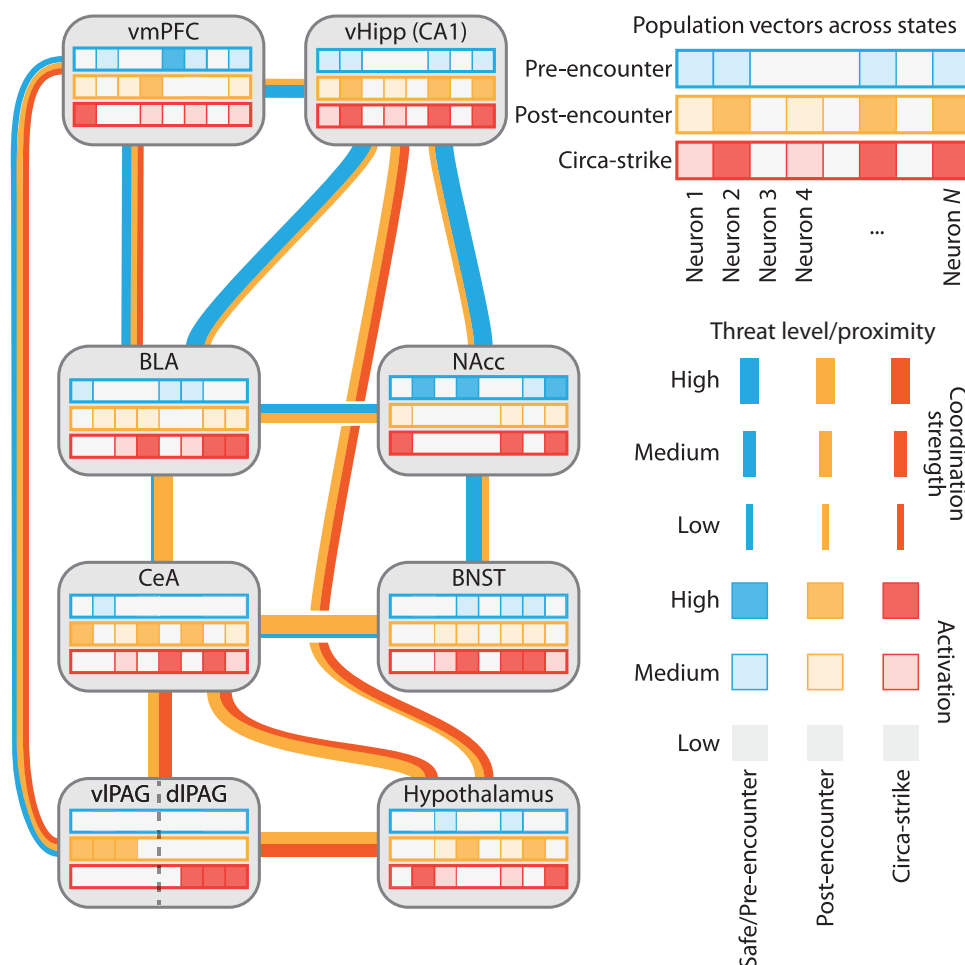 vmPFC
vHipp (CA1)
BLA
NAcc
CeA
BNST
vlPAG
dlPAG
Hypothalamus
Population vectors across states
Pre-encounter
Post-encounter
Circa-strike
Neuron 1
Neuron 2
Neuron 3
Neuron 4
...
Neuron N
Threat level/proximity
High
Medium
Low
Coordination
strength
High
Medium
Low
Activation
Safe/Pre-encounter
Post-encounter
Circa-strike